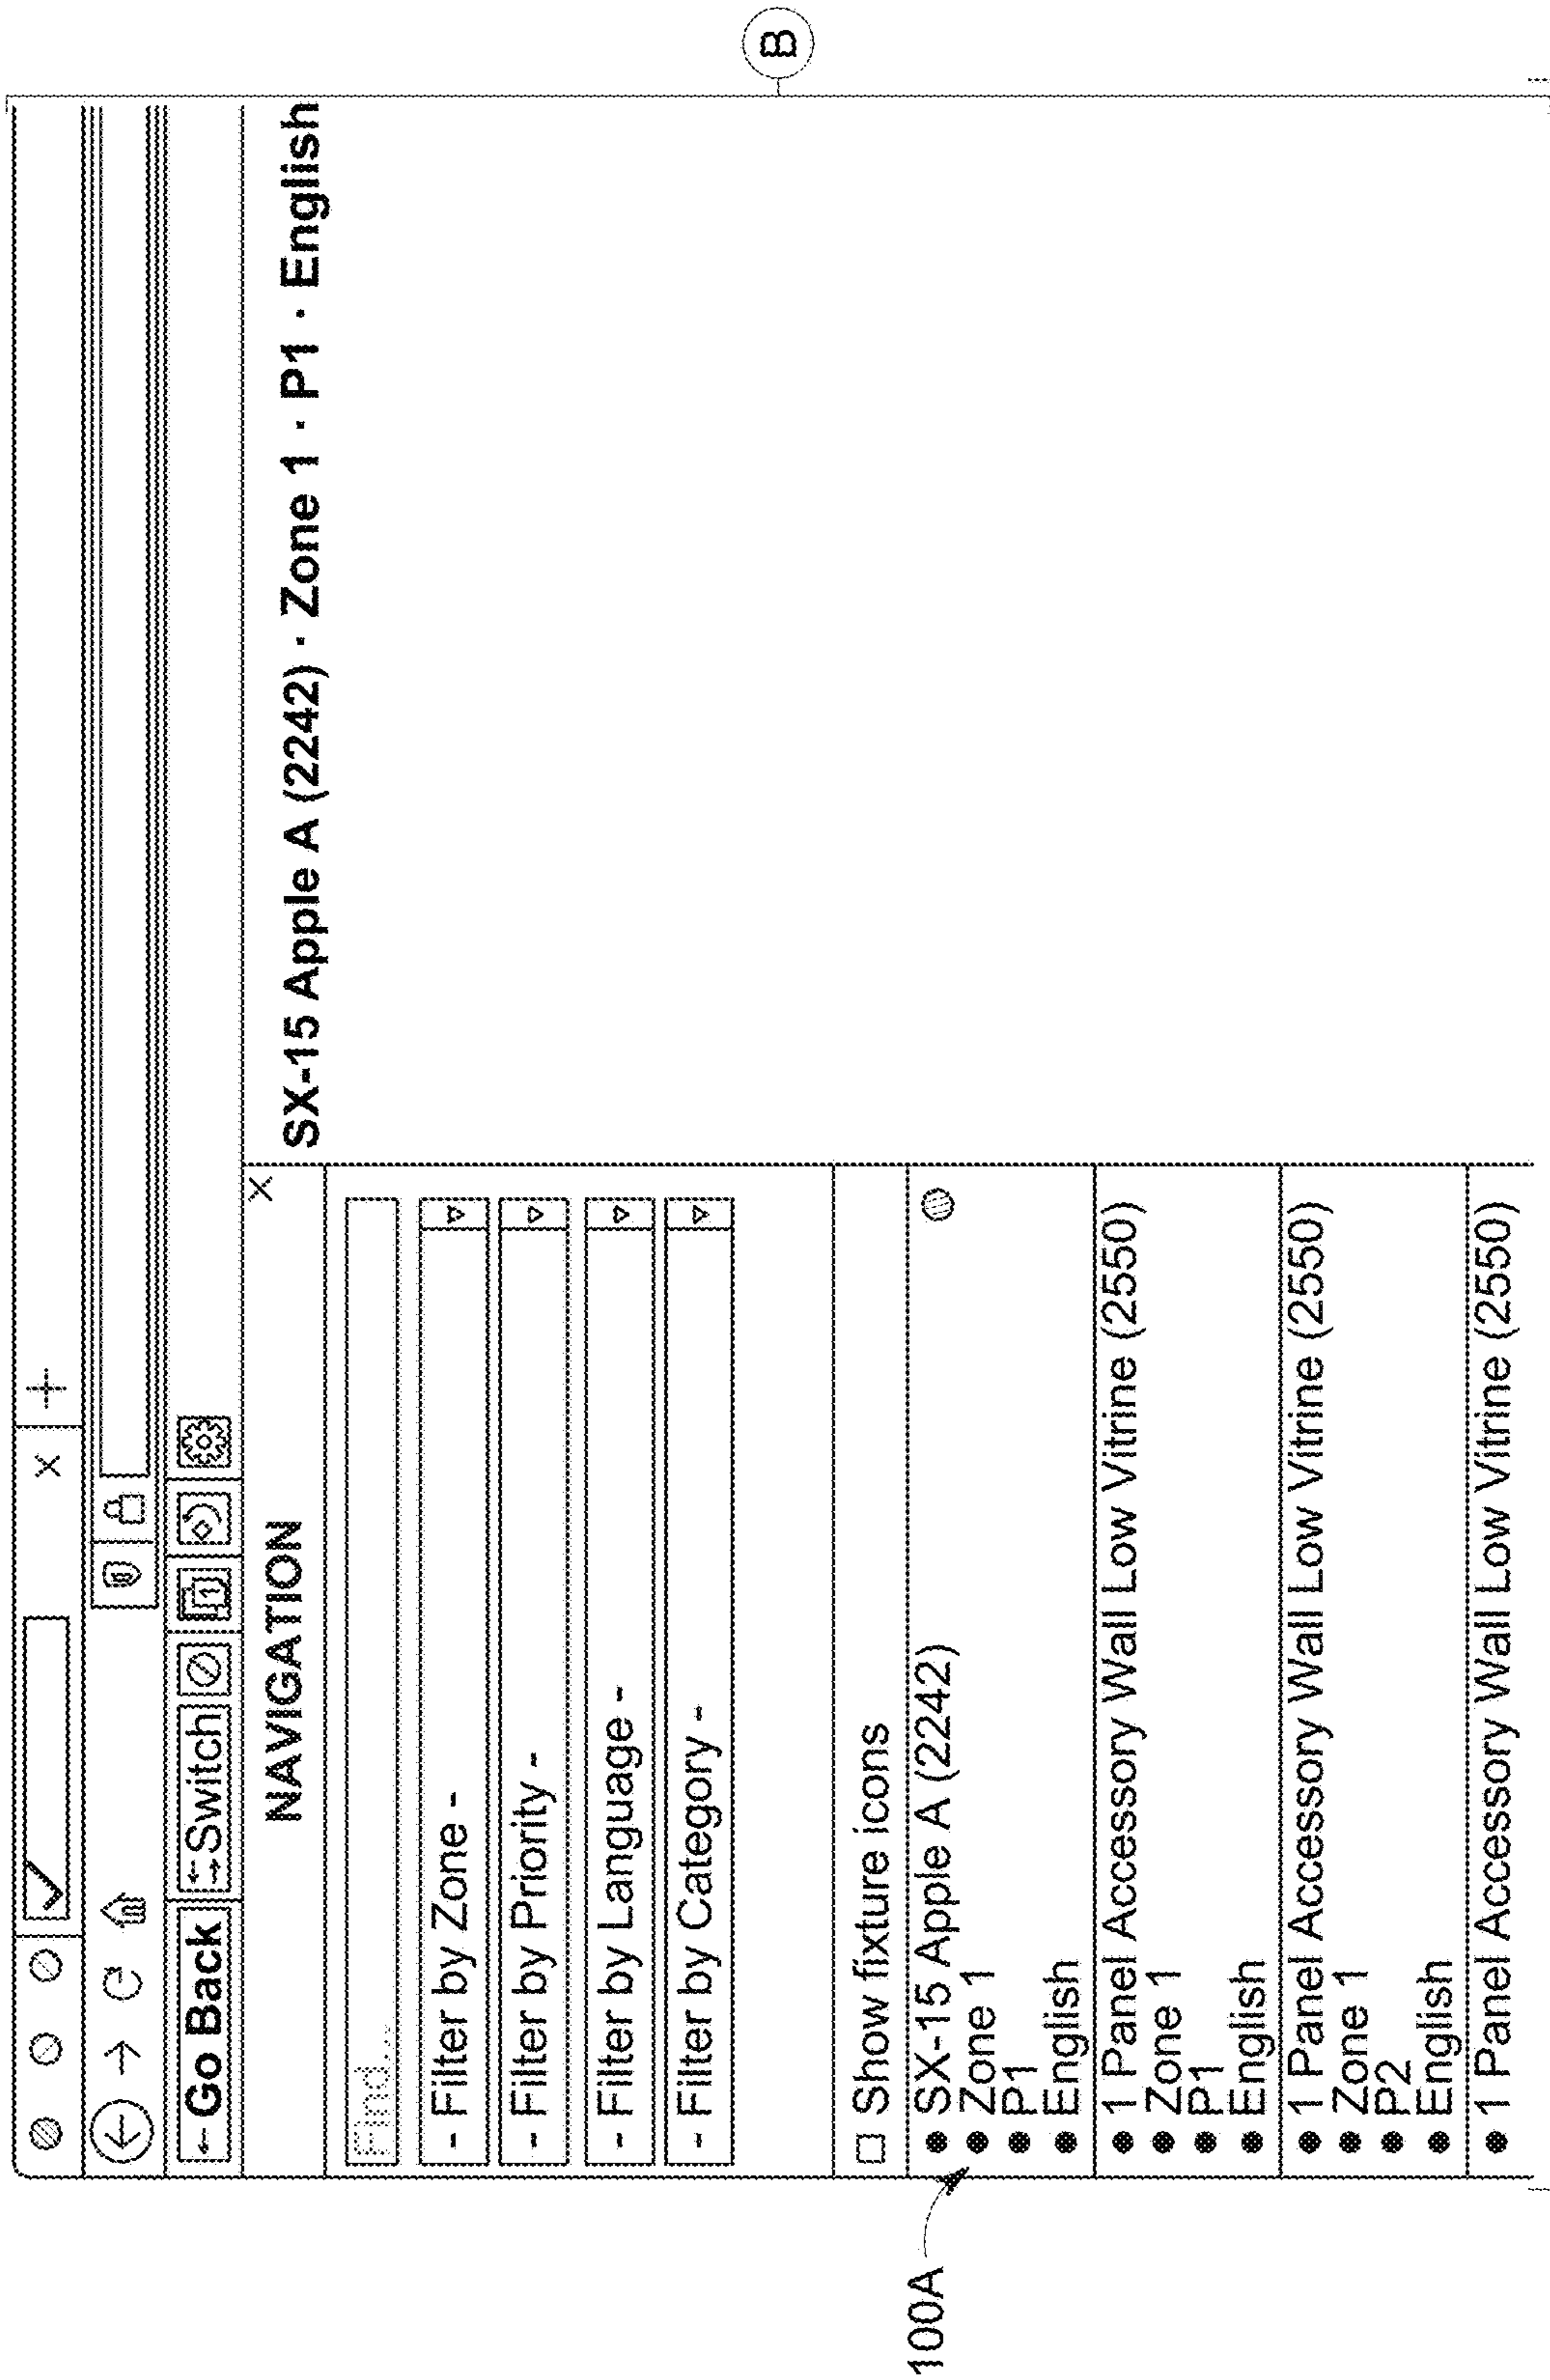 ← Go Back
Switch
1
NAVIGATION
Find...
- Filter by Zone -
- Filter by Priority -
- Filter by Language -
- Filter by Category -
Show fixture icons
● SX-15 Apple A (2242)
● Zone 1
● P1
● English
● 1 Panel Accessory Wall Low Vitrine (2550)
● Zone 1
● P1
● English
● 1 Panel Accessory Wall Low Vitrine (2550)
● Zone 1
● P2
● English
● 1 Panel Accessory Wall Low Vitrine (2550)
SX-15 Apple A (2242) · Zone 1 · P1 · English
100A
B